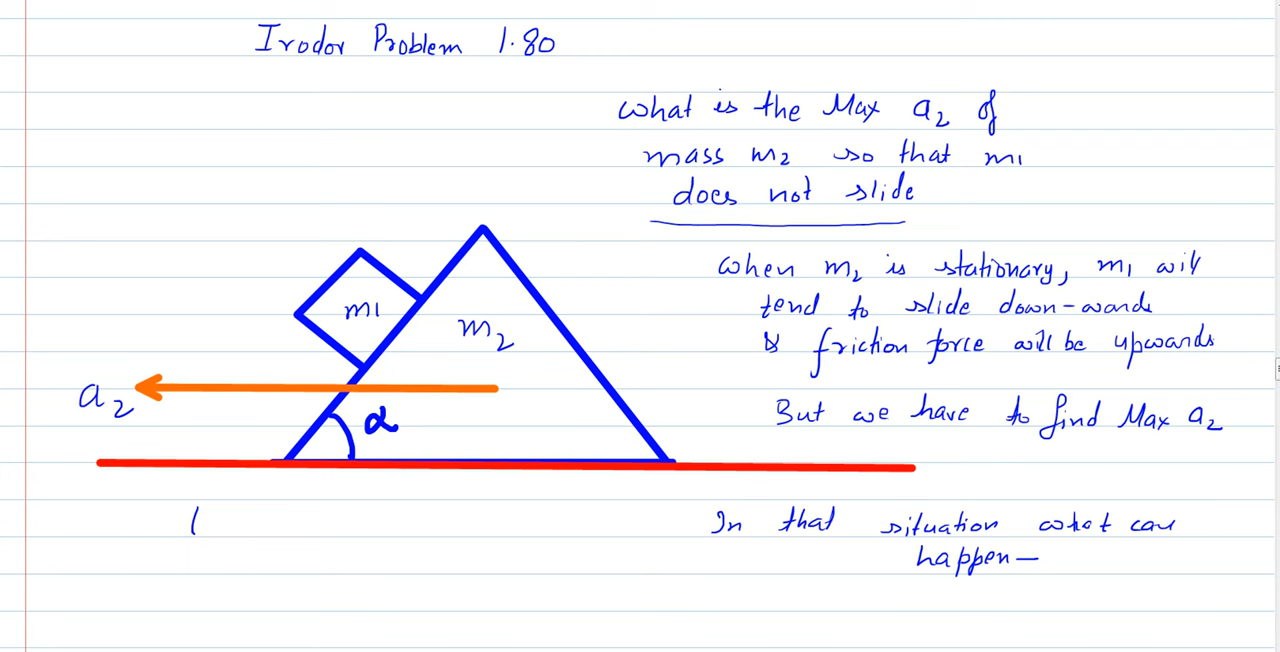 Irodov Problem 1.80
What is the Max a2 of
mass m2 so that m1
does not slide
When m2 is stationary, m1 will
tend to slide down-wards
& friction force will be upwards
But we have to find Max a2
m1
m2
a2
α
(
In that situation what can
happen—